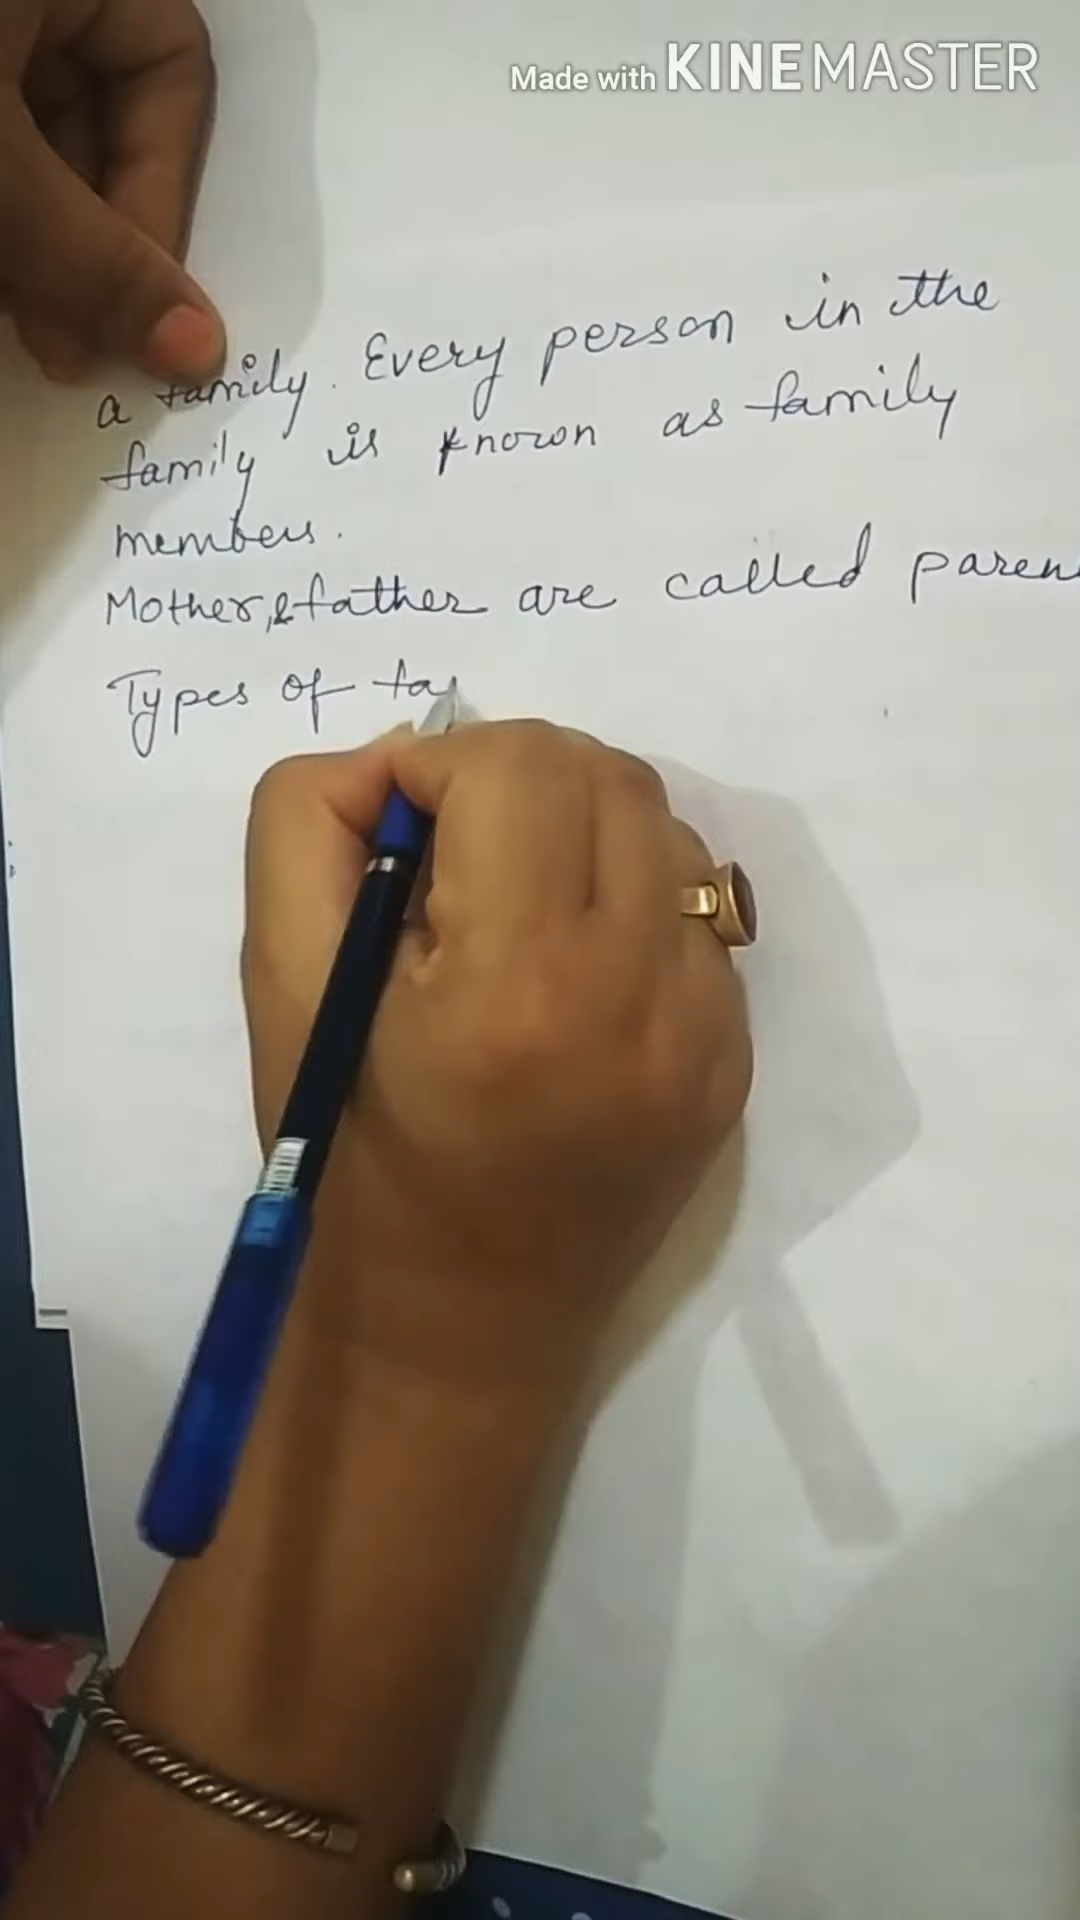 Made with KINEMASTER
a family. Every person in the
family is known as family
members.
Mother,& father are called paren
Types of fa